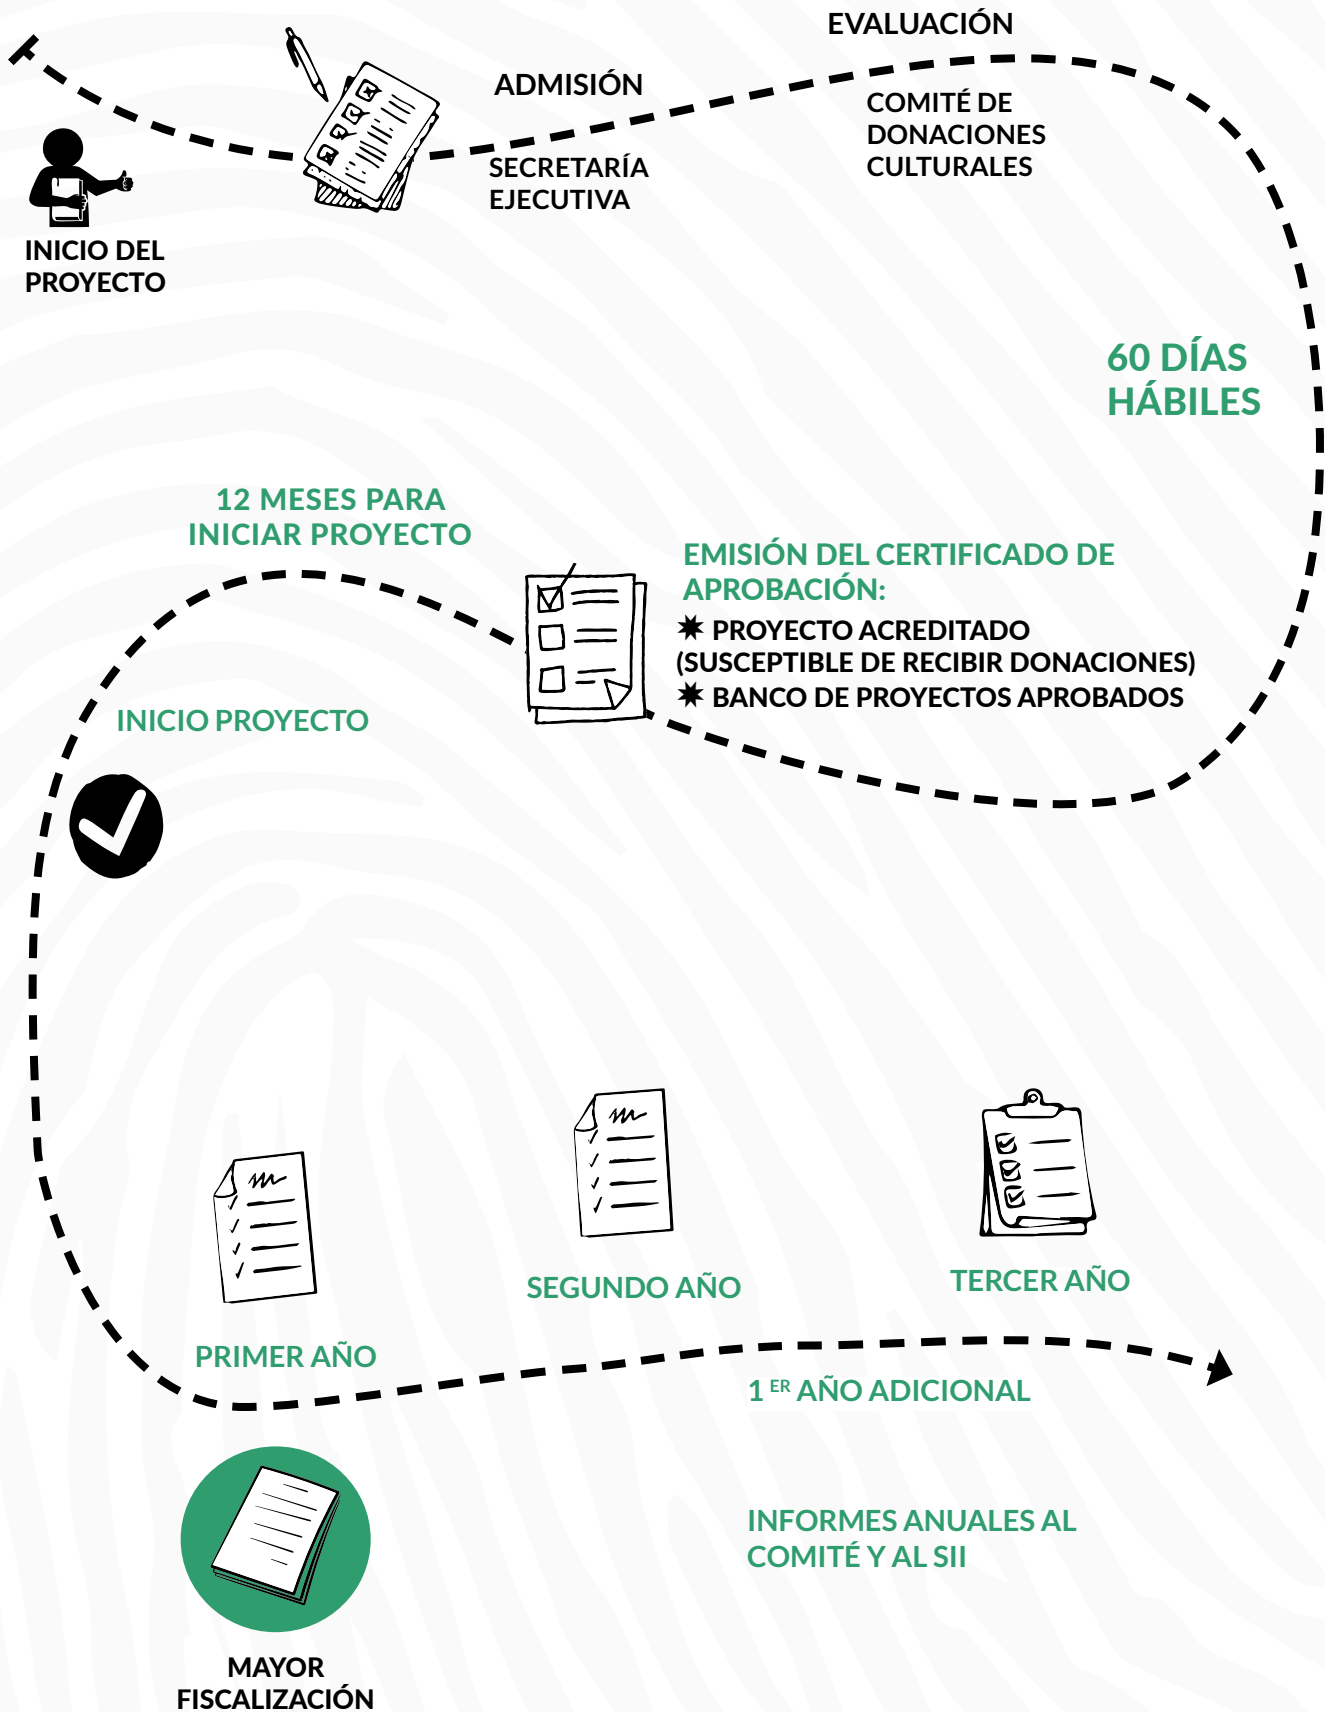 EVALUACIÓN
ADMISIÓN
COMITÉ DE
DONACIONES
CULTURALES
SECRETARÍA
EJECUTIVA
INICIO DEL
PROYECTO
60 DÍAS
HÁBILES
12 MESES PARA
INICIAR PROYECTO
EMISIÓN DEL CERTIFICADO DE
APROBACIÓN:
✷ PROYECTO ACREDITADO
(SUSCEPTIBLE DE RECIBIR DONACIONES)
✷ BANCO DE PROYECTOS APROBADOS
INICIO PROYECTO
PRIMER AÑO
SEGUNDO AÑO
TERCER AÑO
1 ER AÑO ADICIONAL
INFORMES ANUALES AL
COMITÉ Y AL SII
MAYOR
FISCALIZACIÓN